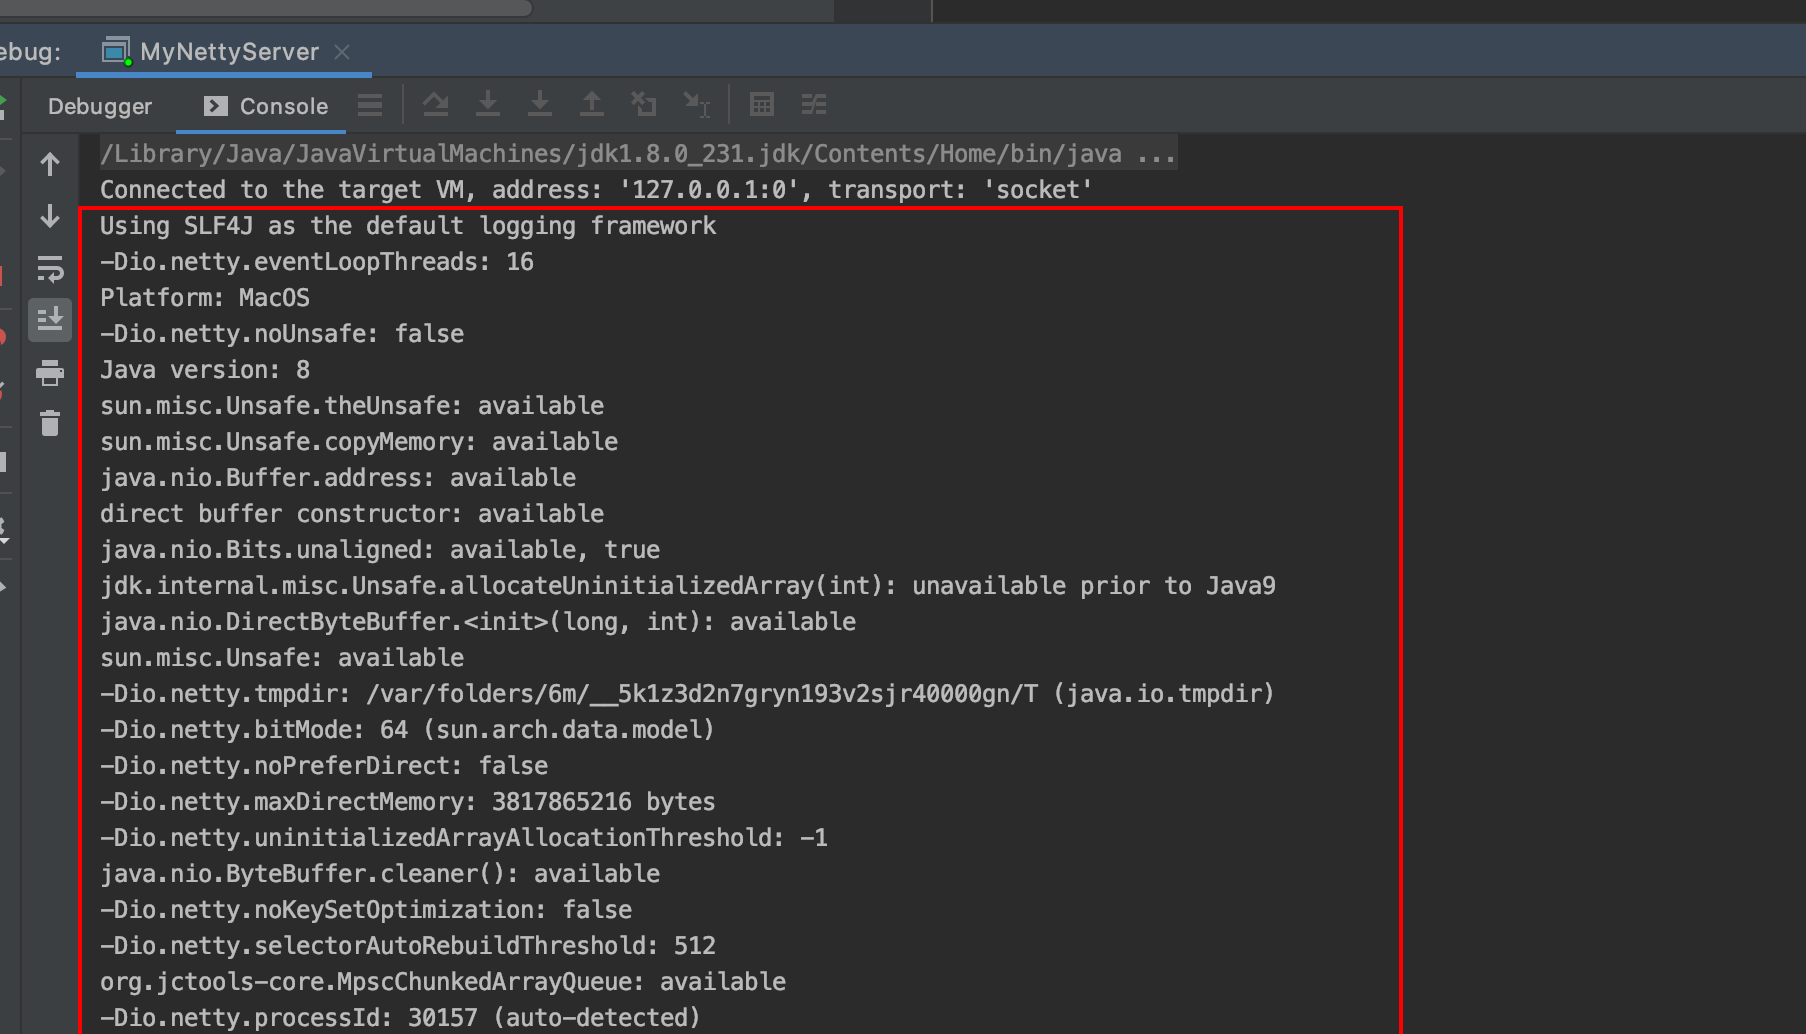 ebug:
MyNettyServer
Debugger
Console
/Library/Java/JavaVirtualMachines/jdk1.8.0_231.jdk/Contents/Home/bin/java ...
Connected to the target VM, address: '127.0.0.1:0', transport: 'socket'
Using SLF4J as the default logging framework
-Dio.netty.eventLoopThreads: 16
Platform: MacOS
-Dio.netty.noUnsafe: false
Java version: 8
sun.misc.Unsafe.theUnsafe: available
sun.misc.Unsafe.copyMemory: available
java.nio.Buffer.address: available
direct buffer constructor: available
java.nio.Bits.unaligned: available, true
jdk.internal.misc.Unsafe.allocateUninitializedArray(int): unavailable prior to Java9
java.nio.DirectByteBuffer.<init>(long, int): available
sun.misc.Unsafe: available
-Dio.netty.tmpdir: /var/folders/6m/__5k1z3d2n7gryn193v2sjr40000gn/T (java.io.tmpdir)
-Dio.netty.bitMode: 64 (sun.arch.data.model)
-Dio.netty.noPreferDirect: false
-Dio.netty.maxDirectMemory: 3817865216 bytes
-Dio.netty.uninitializedArrayAllocationThreshold: -1
java.nio.ByteBuffer.cleaner(): available
-Dio.netty.noKeySetOptimization: false
-Dio.netty.selectorAutoRebuildThreshold: 512
org.jctools-core.MpscChunkedArrayQueue: available
-Dio.netty.processId: 30157 (auto-detected)